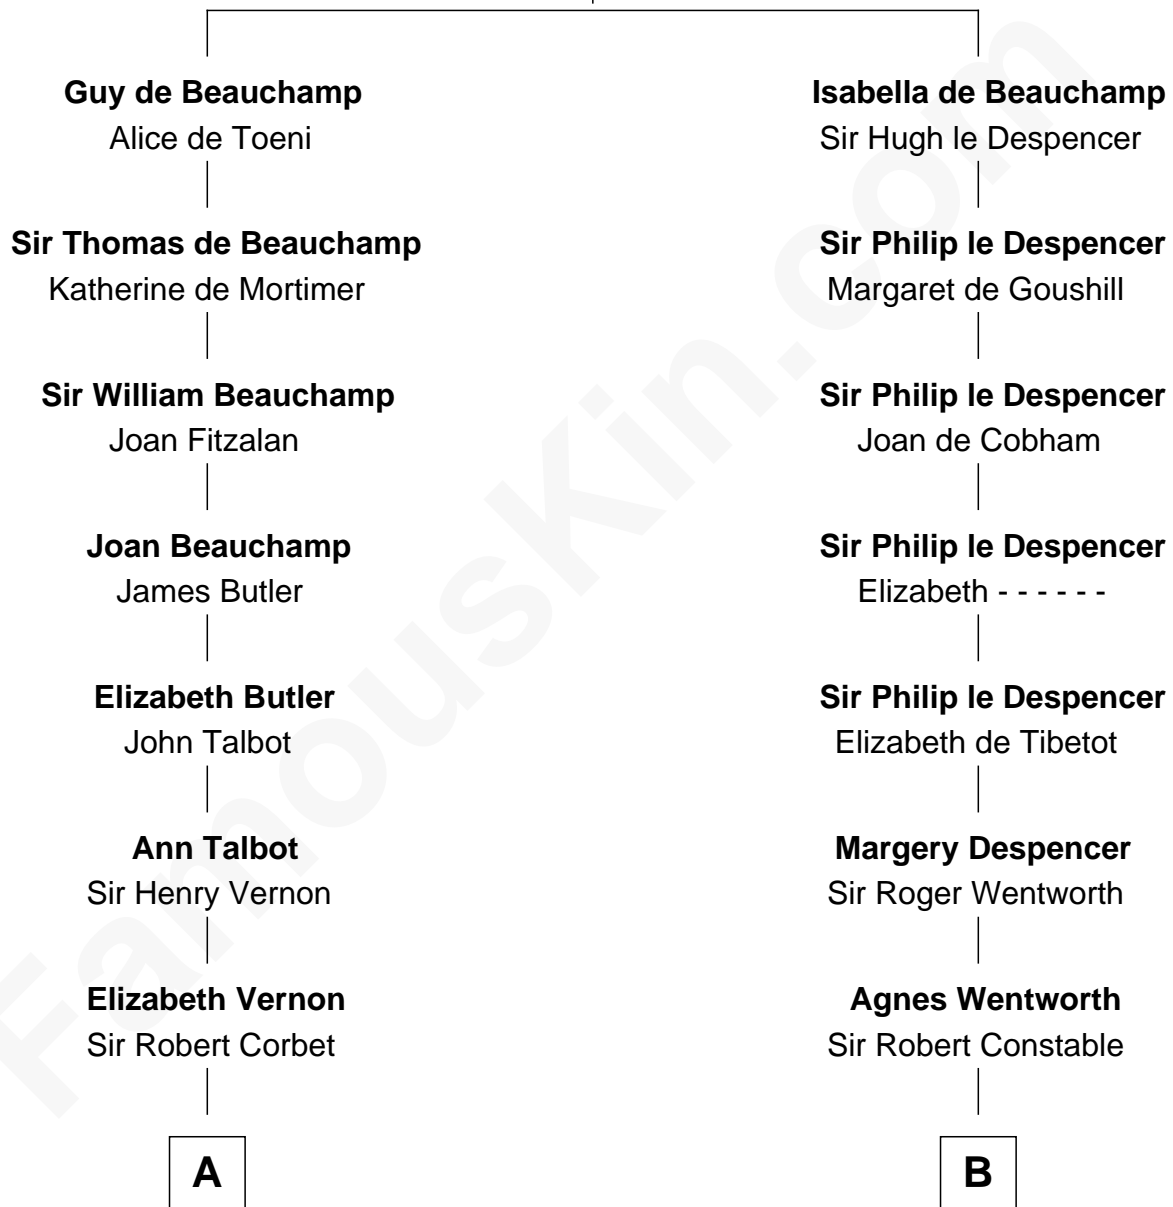 Guy de Beauchamp
Alice de Toeni
Isabella de Beauchamp
Sir Hugh le Despencer
Sir Thomas de Beauchamp
Katherine de Mortimer
Sir Philip le Despencer
Margaret de Goushill
Sir William Beauchamp
Joan Fitzalan
Sir Philip le Despencer
Joan de Cobham
Joan Beauchamp
James Butler
Sir Philip le Despencer
Elizabeth - - - - - -
Elizabeth Butler
John Talbot
Sir Philip le Despencer
Elizabeth de Tibetot
Ann Talbot
Sir Henry Vernon
Margery Despencer
Sir Roger Wentworth
Elizabeth Vernon
Sir Robert Corbet
Agnes Wentworth
Sir Robert Constable
A
B
FamousKin.com